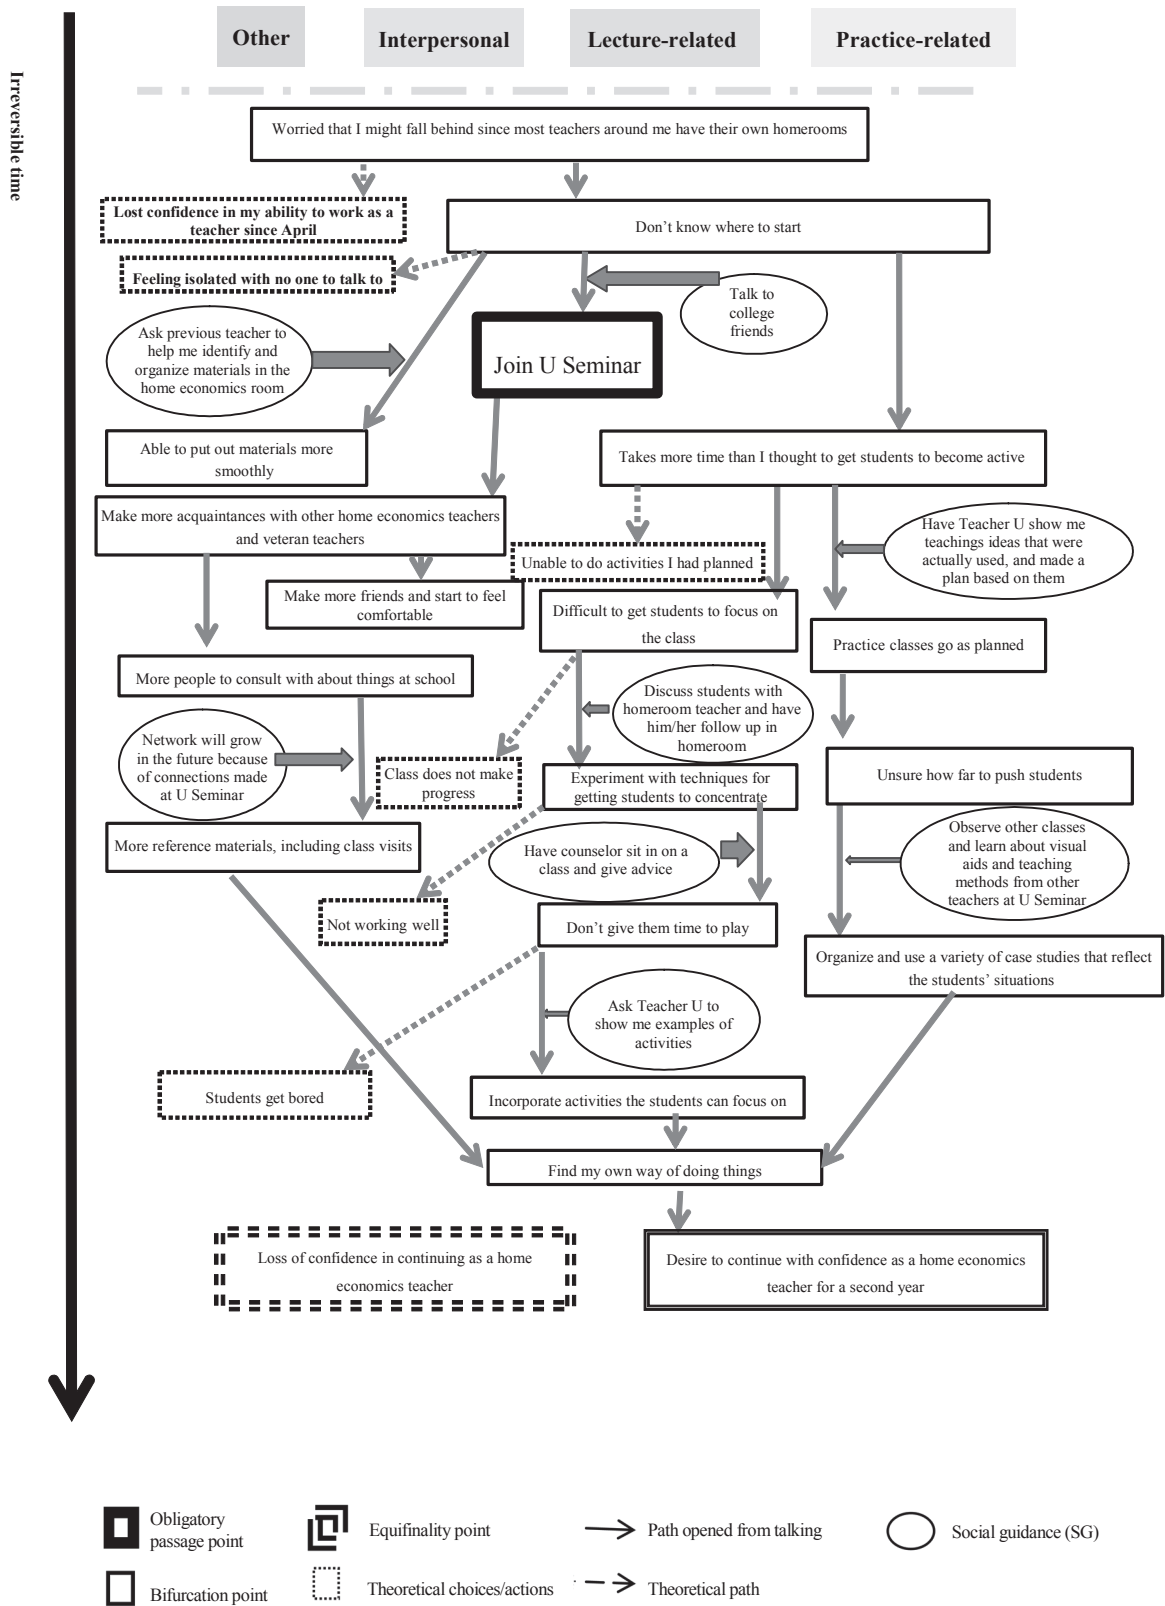 Other
Interpersonal
Lecture-related
Practice-related
Irreversible time
Worried that I might fall behind since most teachers around me have their own homerooms
Lost confidence in my ability to work as a
teacher since April
Don't know where to start
Feeling isolated with no one to talk to
Talk to
college
friends
Ask previous teacher to
help me identify and
organize materials in the
home economics room
Join U Seminar
Able to put out materials more
smoothly
Takes more time than I thought to get students to become active
Make more acquaintances with other home economics teachers
and veteran teachers
Have Teacher U show me
teachings ideas that were
actually used, and made a
plan based on them
Unable to do activities I had planned
Make more friends and start to feel
comfortable
Difficult to get students to focus on
the class
Practice classes go as planned
More people to consult with about things at school
Discuss students with
homeroom teacher and have
him/her follow up in
homeroom
Network will grow
in the future because
of connections made
at U Seminar
Class does not make
progress
Experiment with techniques for
getting students to concentrate
Unsure how far to push students
More reference materials, including class visits
Have counselor sit in on a
class and give advice
Observe other classes
and learn about visual
aids and teaching
methods from other
teachers at U Seminar
Not working well
Don't give them time to play
Organize and use a variety of case studies that reflect
the students' situations
Ask Teacher U to
show me examples of
activities
Students get bored
Incorporate activities the students can focus on
Find my own way of doing things
Loss of confidence in continuing as a home
economics teacher
Desire to continue with confidence as a home economics
teacher for a second year
Obligatory
passage point
Equifinality point
Path opened from talking
Social guidance (SG)
Bifurcation point
Theoretical choices/actions
Theoretical path